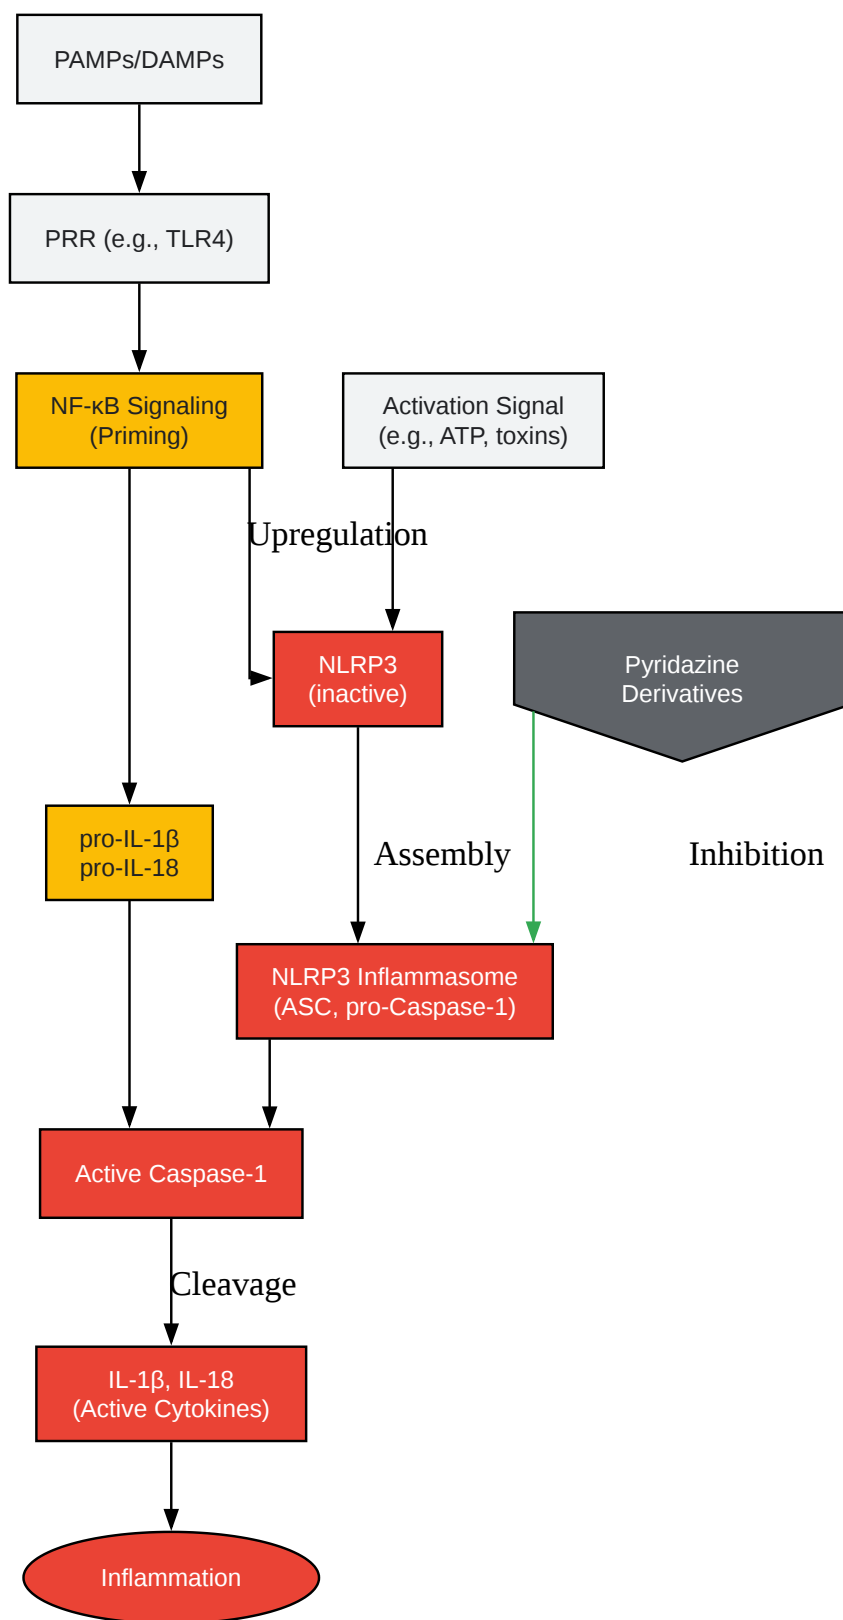 PAMPs/DAMPs
PRR (e.g., TLR4)
NF-κB Signaling
(Priming)
Activation Signal
(e.g., ATP, toxins)
Upregulation
NLRP3
(inactive)
Pyridazine
Derivatives
pro-IL-1β
pro-IL-18
Assembly
Inhibition
NLRP3 Inflammasome
(ASC, pro-Caspase-1)
Active Caspase-1
Cleavage
IL-1β, IL-18
(Active Cytokines)
Inflammation